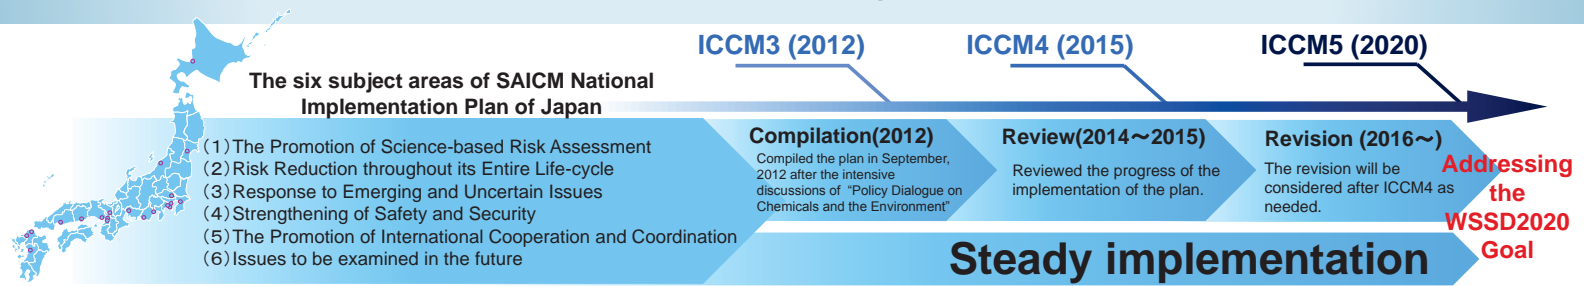 ICCM3 (2012)
ICCM4 (2015)
ICCM5 (2020)
The six subject areas of SAICM National
Implementation Plan of Japan
(1)The Promotion of Science-based Risk Assessment
(2)Risk Reduction throughout its Entire Life-cycle
(3)Response to Emerging and Uncertain Issues
(4)Strengthening of Safety and Security
(5)The Promotion of International Cooperation and Coordination
(6)Issues to be examined in the future
Compilation(2012)
Compiled the plan in September,
2012 after the intensive
discussions of “Policy Dialogue on
Chemicals and the Environment”
Review(2014～2015)
Reviewed the progress of the
implementation of the plan.
Revision (2016～)
The revision will be
considered after ICCM4 as
needed.
Addressing
the
WSSD2020
Goal
Steady implementation